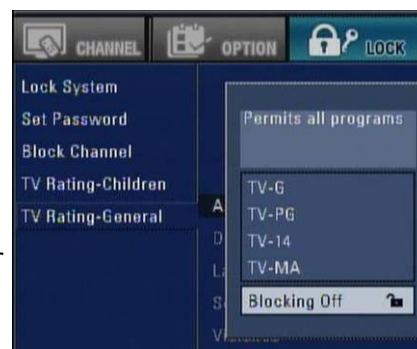 CHANNEL OPTION LOCK
Lock System
Set Password
Block Channel
TV Rating-Children
TV Rating-General
Permits all programs
TV-G
TV-PG
TV-14
TV-MA
Blocking Off
A
D